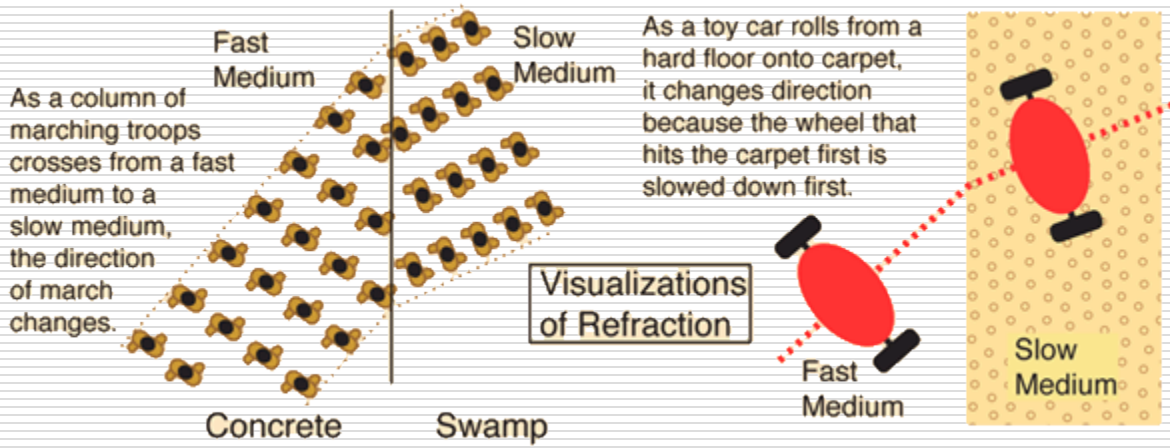 Fast
Medium
Slow
Medium
As a column of
marching troops
crosses from a fast
medium to a
slow medium,
the direction
of march
changes.
Concrete
Swamp
As a toy car rolls from a
hard floor onto carpet,
it changes direction
because the wheel that
hits the carpet first is
slowed down first.
Visualizations
of Refraction
Fast
Medium
Slow
Medium